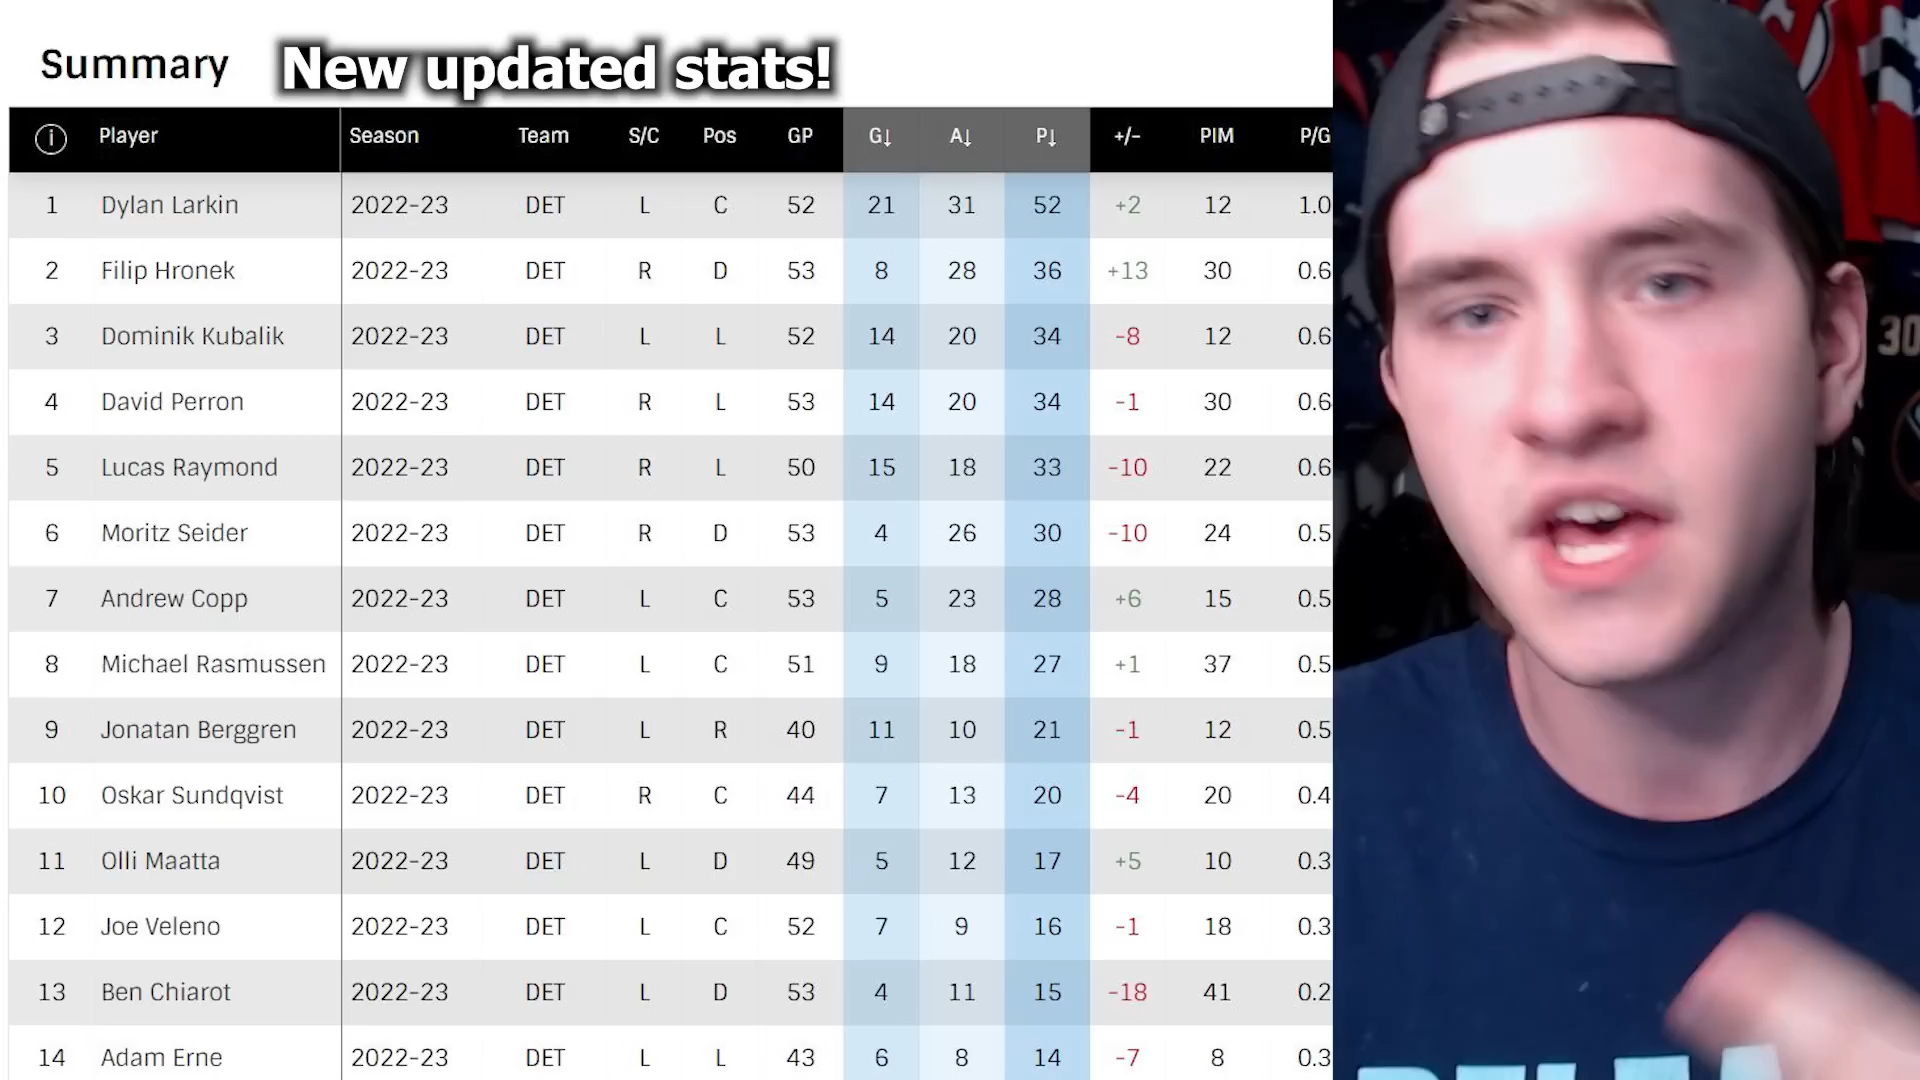 Summary New updated stats!
i Player Season Team S/C Pos GP G↓ A↓ P↓ +/- PIM P/G
1 Dylan Larkin 2022-23 DET L C 52 21 31 52 +2 12 1.0
2 Filip Hronek 2022-23 DET R D 53 8 28 36 +13 30 0.6
3 Dominik Kubalik 2022-23 DET L L 52 14 20 34 -8 12 0.6
4 David Perron 2022-23 DET R L 53 14 20 34 -1 30 0.6
5 Lucas Raymond 2022-23 DET R L 50 15 18 33 -10 22 0.6
6 Moritz Seider 2022-23 DET R D 53 4 26 30 -10 24 0.5
7 Andrew Copp 2022-23 DET L C 53 5 23 28 +6 15 0.5
8 Michael Rasmussen 2022-23 DET L C 51 9 18 27 +1 37 0.5
9 Jonatan Berggren 2022-23 DET L R 40 11 10 21 -1 12 0.5
10 Oskar Sundqvist 2022-23 DET R C 44 7 13 20 -4 20 0.4
11 Olli Maatta 2022-23 DET L D 49 5 12 17 +5 10 0.3
12 Joe Veleno 2022-23 DET L C 52 7 9 16 -1 18 0.3
13 Ben Chiarot 2022-23 DET L D 53 4 11 15 -18 41 0.2
14 Adam Erne 2022-23 DET L L 43 6 8 14 -7 8 0.3
30